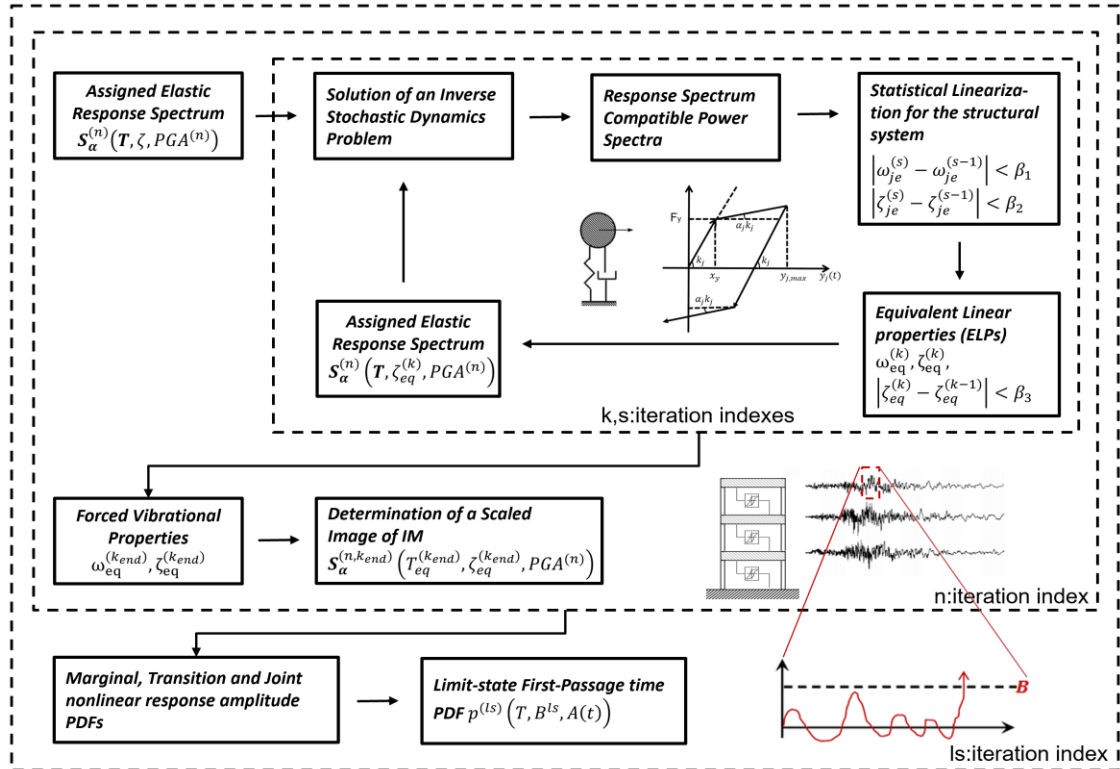 Assigned Elastic
Response Spectrum
S_α^(n)(T, ζ, PGA^(n))
Solution of an Inverse
Stochastic Dynamics
Problem
Response Spectrum
Compatible Power
Spectra
Statistical Lineariza-
tion for the structural
system
|ω_je^(s) − ω_je^(s−1)| < β₁
|ζ_je^(s) − ζ_je^(s−1)| < β₂
F_y
α_j k_j
k_j
x_y
k_j
y_j,max
y_j(t)
α_j k_j
Assigned Elastic
Response Spectrum
S_α^(n)(T, ζ_eq^(k), PGA^(n))
Equivalent Linear
properties (ELPs)
ω_eq^(k), ζ_eq^(k),
|ζ_eq^(k) − ζ_eq^(k−1)| < β₃
k,s:iteration indexes
Forced Vibrational
Properties
ω_eq^(k_end), ζ_eq^(k_end)
Determination of a Scaled
Image of IM
S_α^(n,k_end)(T_eq^(k_end), ζ_eq^(k_end), PGA^(n))
n:iteration index
Marginal, Transition and Joint
nonlinear response amplitude
PDFs
Limit-state First-Passage time
PDF p^(ls)(T, B^ls, A(t))
B
ls:iteration index